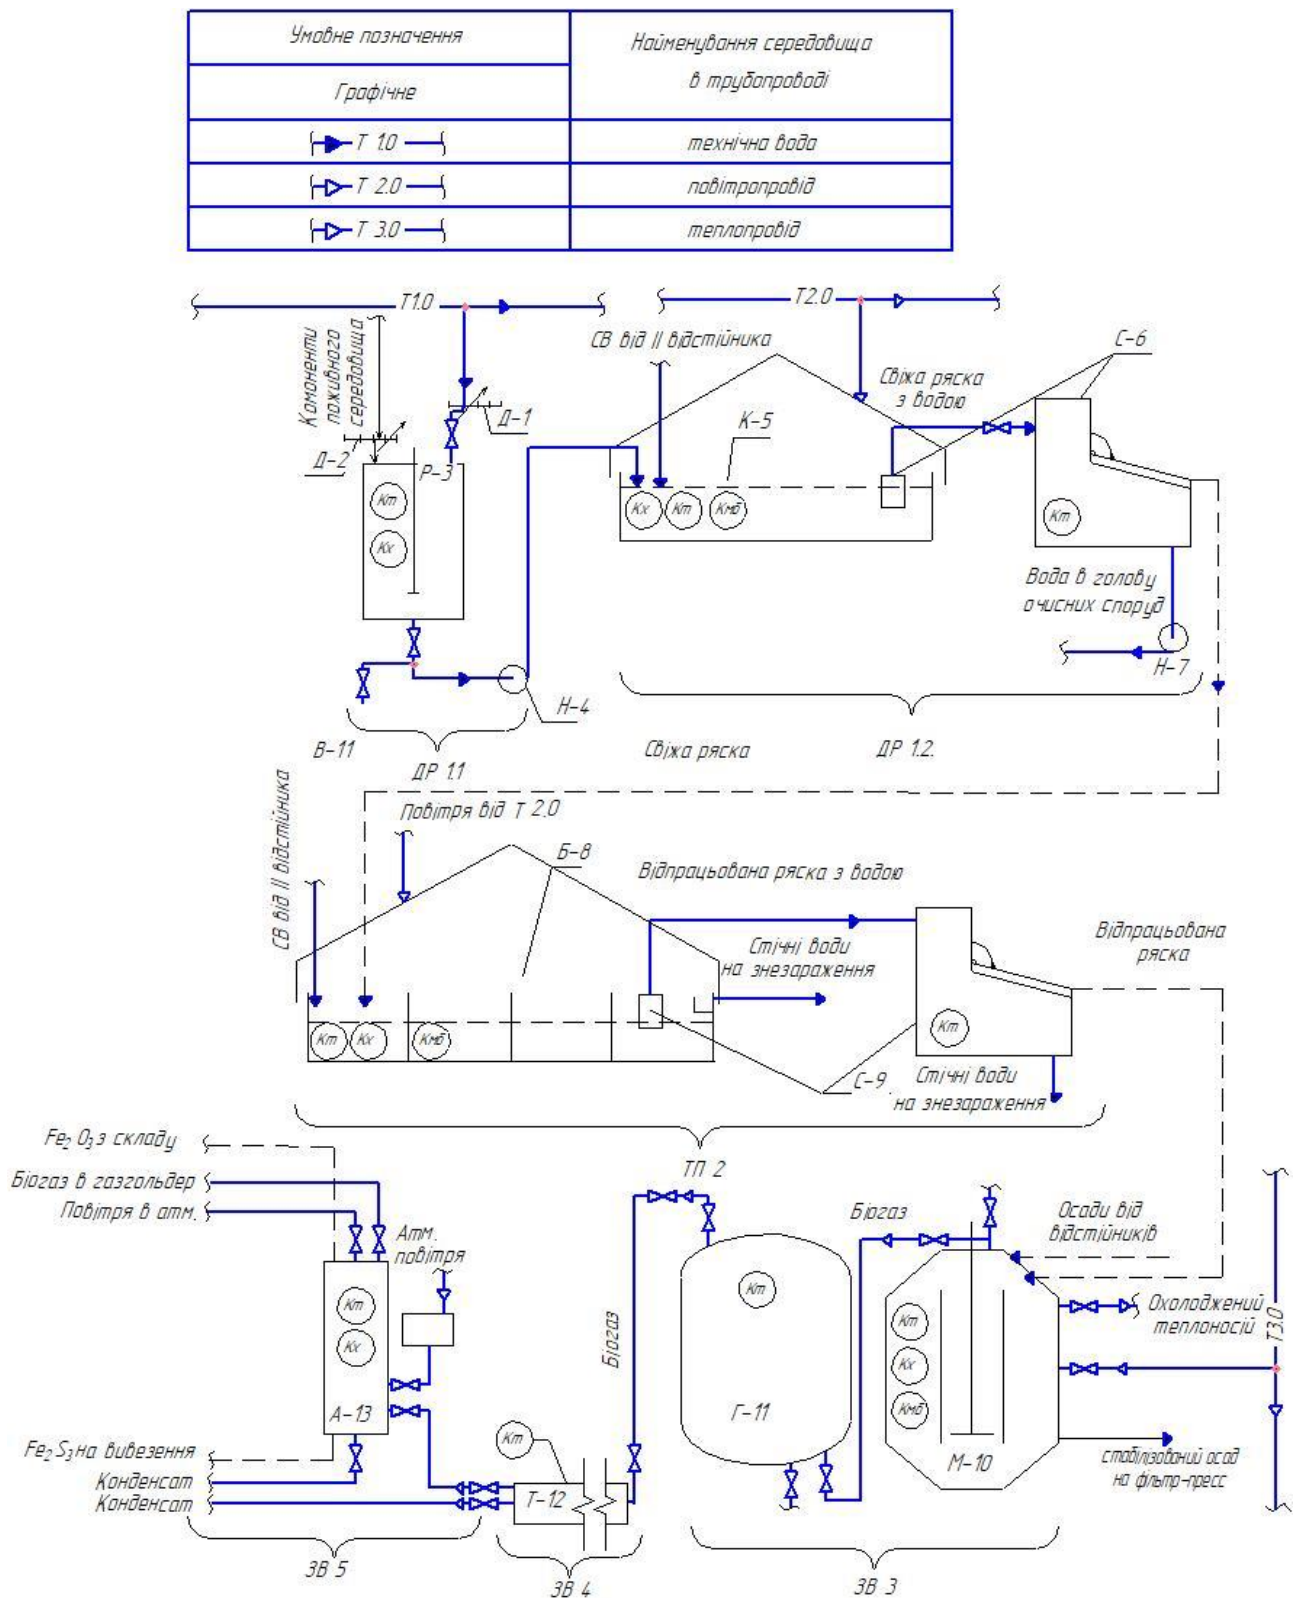 Умовне позначення
Найменування середовища
в трубопроводі
Графічне
Т 1.0
технічна вода
Т 2.0
повітропровід
Т 3.0
теплопровід
Т1.0
Т2.0
Комоненти
поживного
середовища
СВ від ІІ відстійника
С-6
Свіжа ряска
з водою
Д-1
К-5
Д-2
Р-3
Кт
Кх
Кх
Кт
Кмб
Кт
Вода в голову
очисних споруд
Н-7
Н-4
В-11
ДР 1.1
Свіжа ряска
ДР 1.2.
СВ від ІІ відстійника
Повітря від Т 2.0
Б-8
Відпрацьована ряска з водою
Стічні води
на знезараження
Відпрацьована
ряска
Кт
Кх
Кмб
Кт
С-9
Стічні води
на знезараження
Fe2 O3 з складу
ТП 2
Біогаз в газгольдер
Повітря в атм.
Атм.
повітря
Біогаз
Осади від
відстійників
Кт
Кх
Кт
Кт
Кх
Кмб
Охолоджений
теплоносій
Т3.0
Біогаз
А-13
Г-11
М-10
Fe2 S3 на вивезення
Конденсат
Конденсат
Кт
Т-12
стабілізований осад
на фільтр-пресс
ЗВ 5
ЗВ 4
ЗВ 3